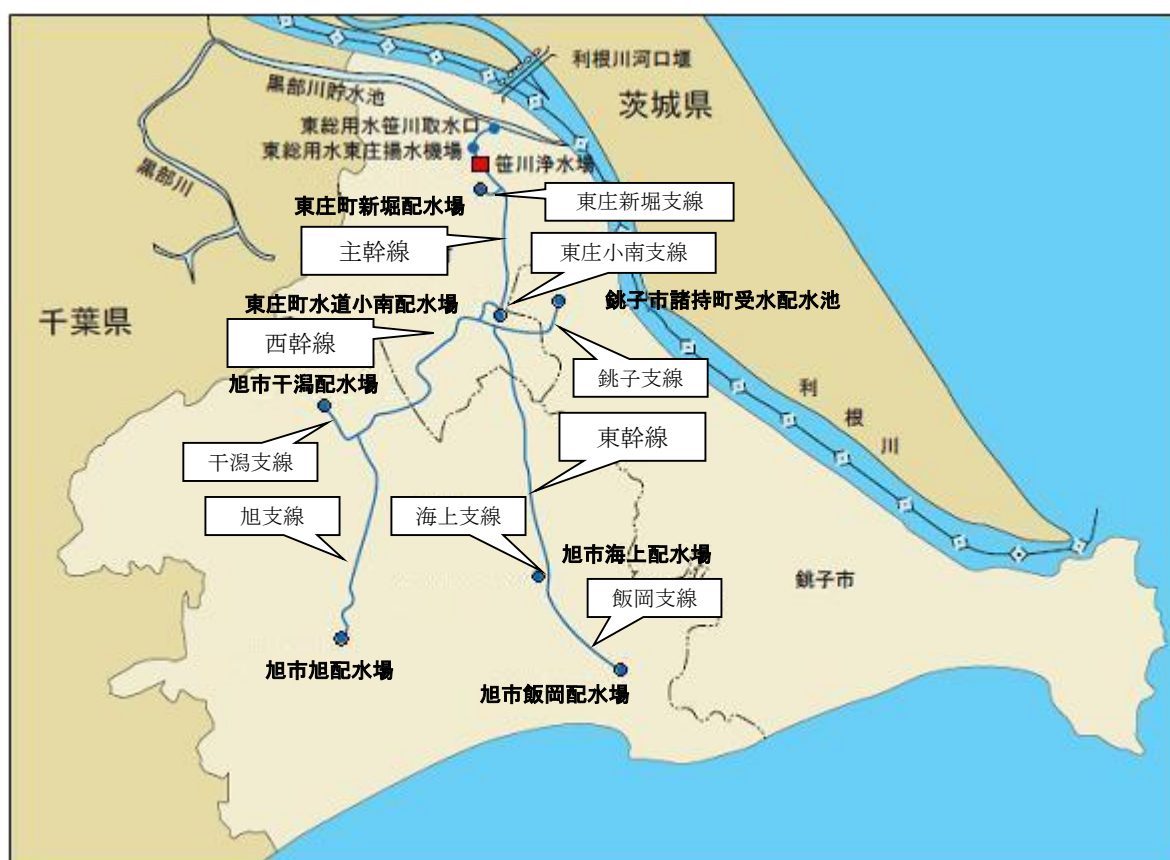 利根川河口堰
茨城県
黒部川貯水池
東総用水笹川取水口
東総用水東庄揚水機場
笹川浄水場
黒部川
東庄新堀支線
東庄町新堀配水場
主幹線
東庄小南支線
東庄町水道小南配水場
銚子市諸持町受水配水池
千葉県
西幹線
銚子支線
利根川
旭市干潟配水場
東幹線
干潟支線
旭支線
海上支線
旭市海上配水場
銚子市
飯岡支線
旭市旭配水場
旭市飯岡配水場